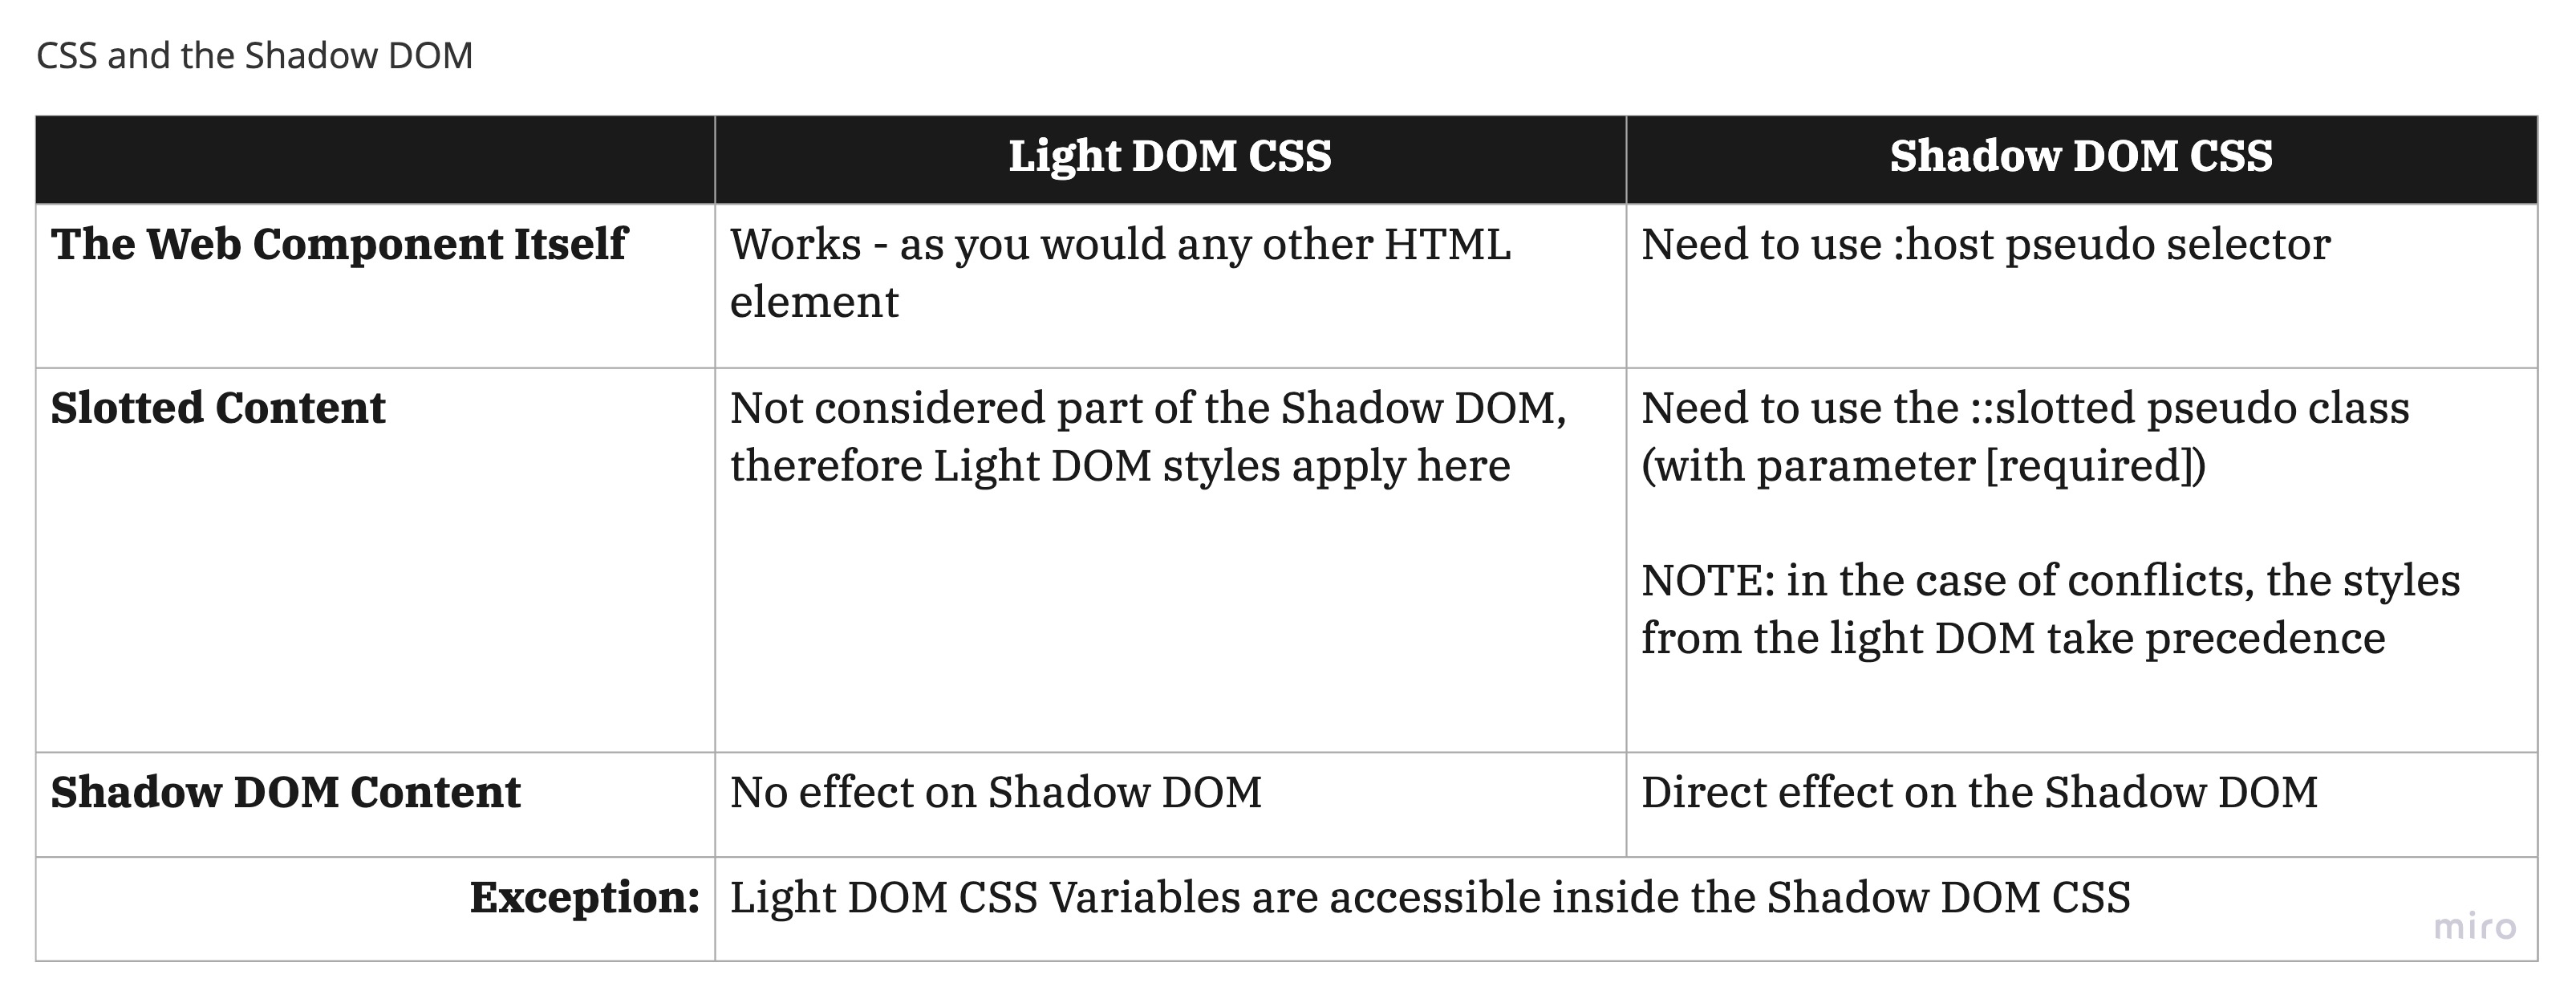 CSS and the Shadow DOM
Light DOM CSS
Shadow DOM CSS
The Web Component Itself
Works - as you would any other HTML
element
Need to use :host pseudo selector
Slotted Content
Not considered part of the Shadow DOM,
therefore Light DOM styles apply here
Need to use the ::slotted pseudo class
(with parameter [required])
NOTE: in the case of conflicts, the styles
from the light DOM take precedence
Shadow DOM Content
No effect on Shadow DOM
Direct effect on the Shadow DOM
Exception:
Light DOM CSS Variables are accessible inside the Shadow DOM CSS
miro